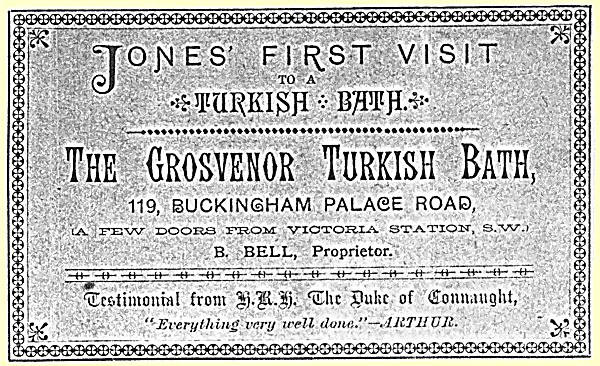 JONES' FIRST VISIT
TO A
TURKISH BATH.
THE GROSVENOR TURKISH BATH,
119, BUCKINGHAM PALACE ROAD,
(A FEW DOORS FROM VICTORIA STATION, S.W.)
B. BELL, Proprietor.
Testimonial from H.R.H. The Duke of Connaught,
"Everything very well done."—ARTHUR.